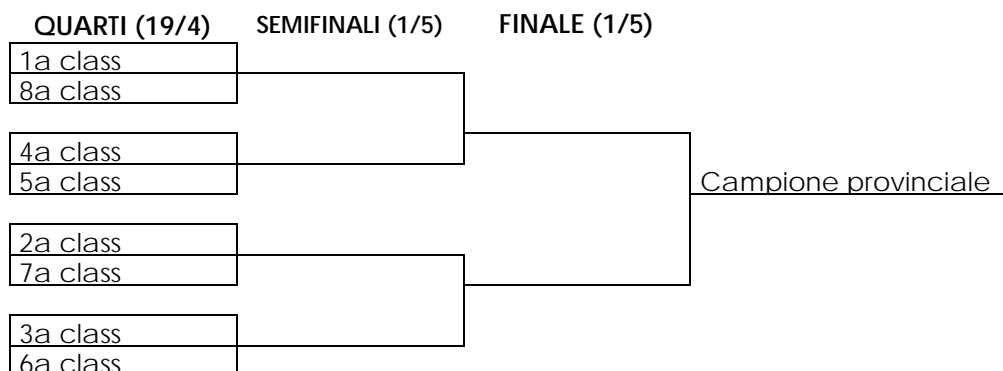 QUARTI (19/4) SEMIFINALI (1/5) FINALE (1/5)
1a class
8a class
4a class
5a class
Campione provinciale
2a class
7a class
3a class
6a class